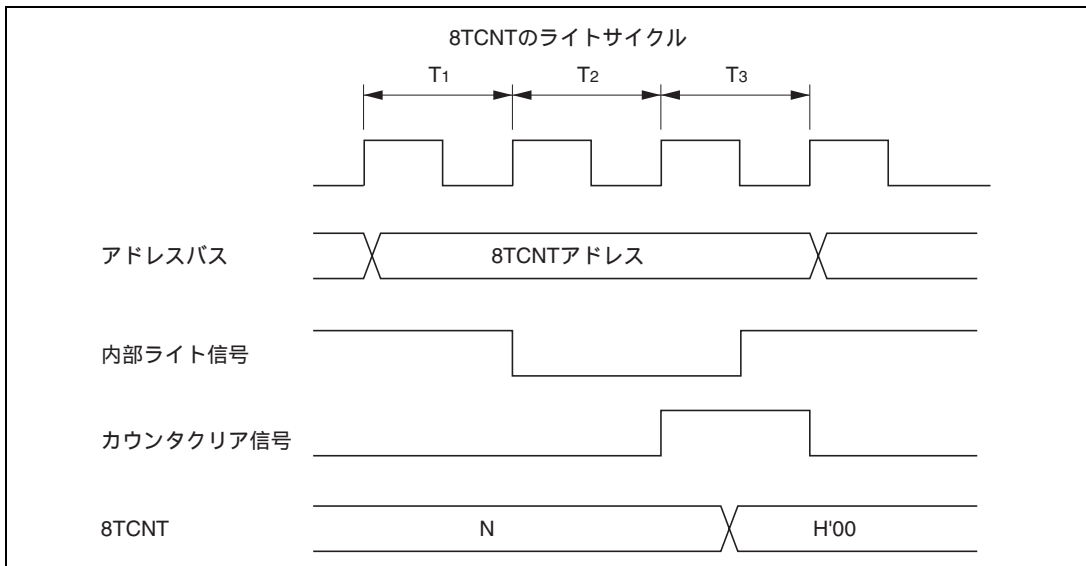 8TCNTのライトサイクル
T1 T2 T3
アドレスバス 8TCNTアドレス
内部ライト信号
カウンタクリア信号
8TCNT N H'00